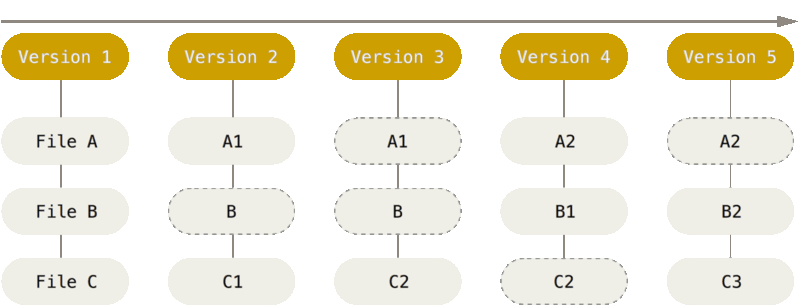 Version 1 Version 2 Version 3 Version 4 Version 5
File A A1 A1 A2 A2
File B B B B1 B2
File C C1 C2 C2 C3